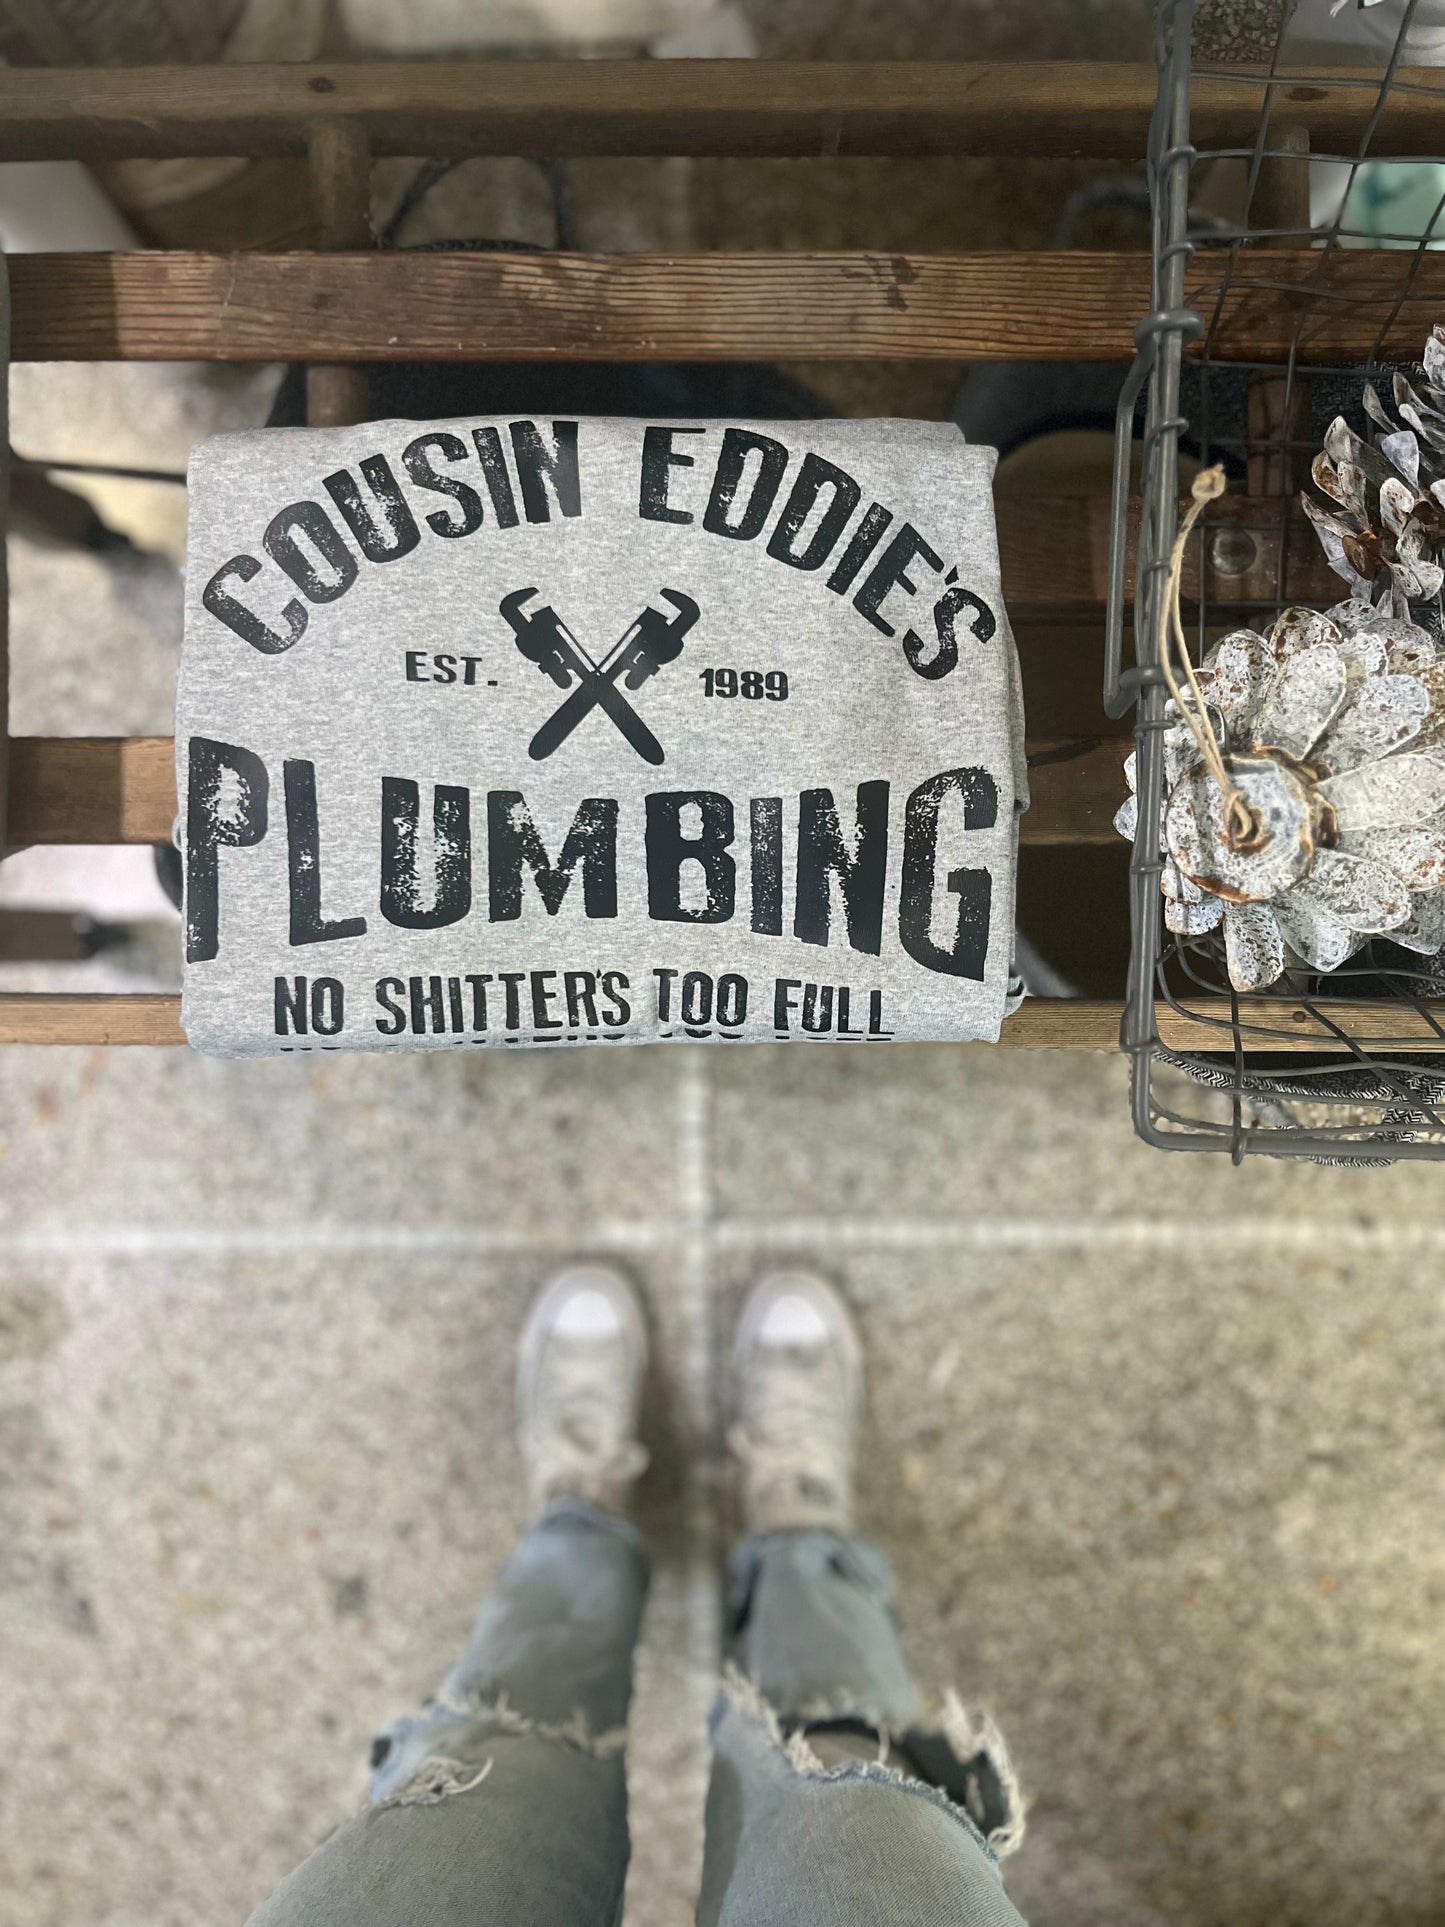 COUSIN EDDIE'S
EST. 1989
PLUMBING
NO SHITTER'S TOO FULL